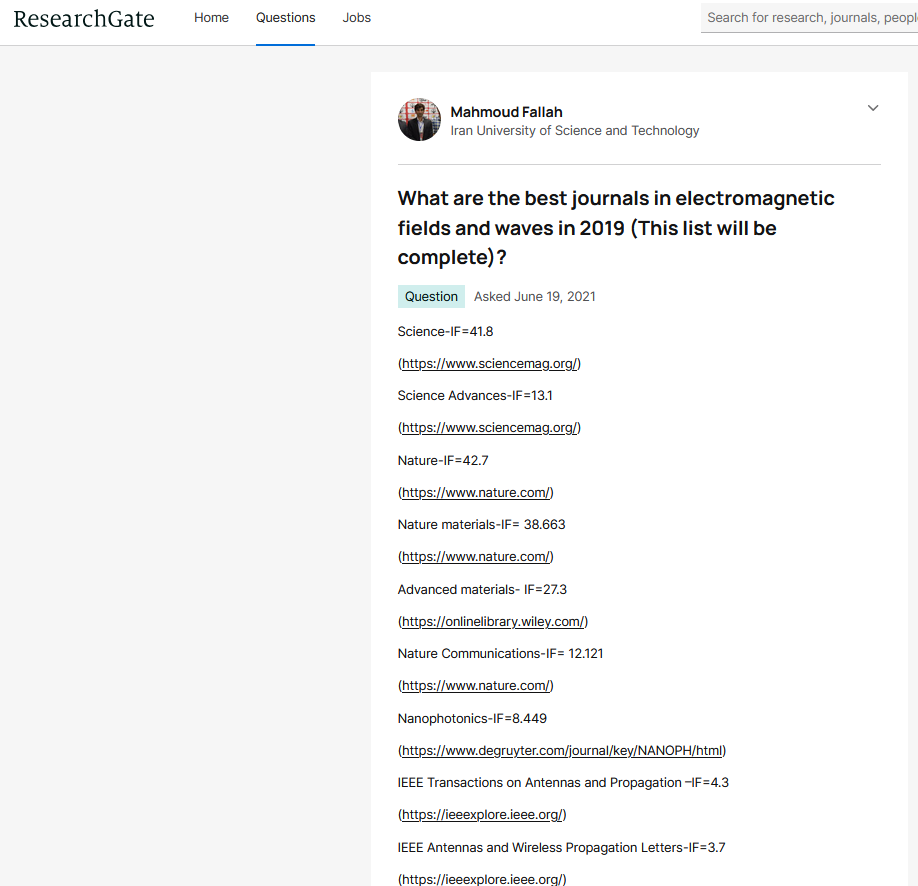 ResearchGate
Home Questions Jobs
Search for research, journals, peopl
Mahmoud Fallah
Iran University of Science and Technology
What are the best journals in electromagnetic
fields and waves in 2019 (This list will be
complete)?
Question Asked June 19, 2021
Science-IF=41.8
(https://www.sciencemag.org/)
Science Advances-IF=13.1
(https://www.sciencemag.org/)
Nature-IF=42.7
(https://www.nature.com/)
Nature materials-IF= 38.663
(https://www.nature.com/)
Advanced materials- IF=27.3
(https://onlinelibrary.wiley.com/)
Nature Communications-IF= 12.121
(https://www.nature.com/)
Nanophotonics-IF=8.449
(https://www.degruyter.com/journal/key/NANOPH/html)
IEEE Transactions on Antennas and Propagation –IF=4.3
(https://ieeexplore.ieee.org/)
IEEE Antennas and Wireless Propagation Letters-IF=3.7
(https://ieeexplore.ieee.org/)